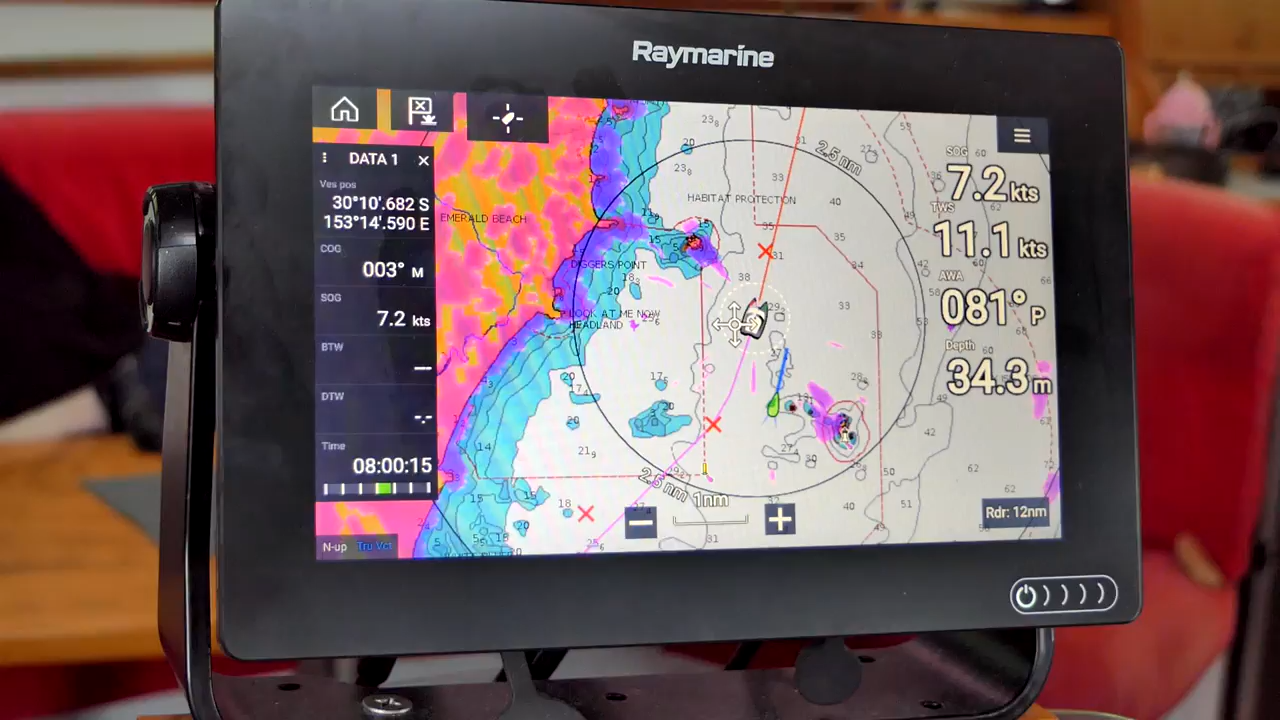 Raymarine
DATA 1
Ves pos
30°10'.682 S
153°14'.590 E
COG
003° M
SOG
7.2 kts
BTW
---
DTW
-.-
Time
08:00:15
N-up Tru Vct
EMERALD BEACH
HABITAT PROTECTION
DIGGERS POINT
LOOK AT ME NOW
HEADLAND
2.5 nm
2.5 nm
1nm
SOG
7.2 kts
TWS
11.1 kts
AWA
081° P
Depth
34.3 m
Rdr: 12nm